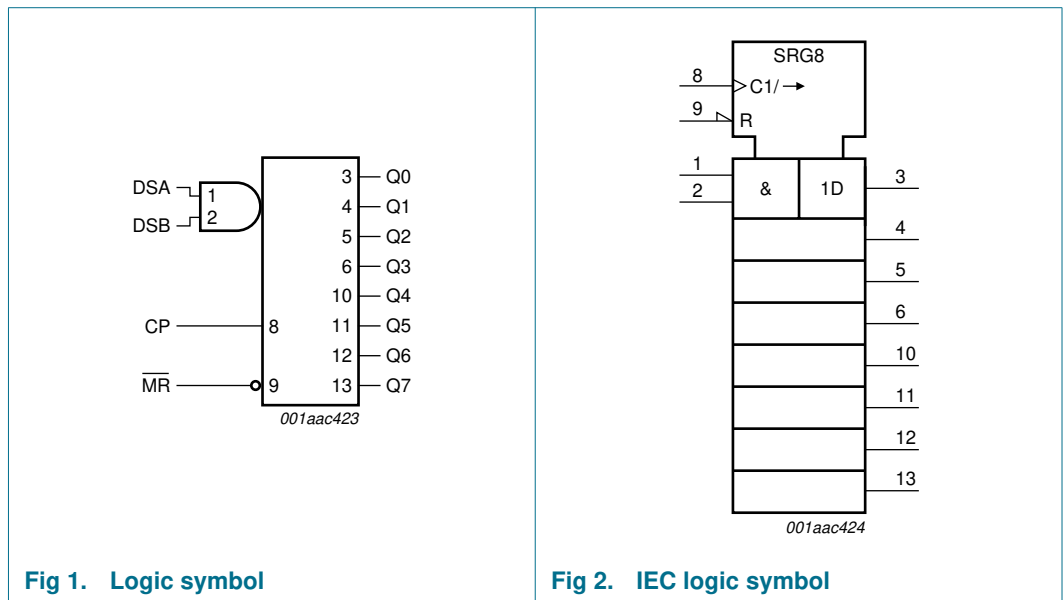 DSA
DSB
1
2
CP
8
MR
9
3 Q0
4 Q1
5 Q2
6 Q3
10 Q4
11 Q5
12 Q6
13 Q7
001aac423
Fig 1. Logic symbol
SRG8
8 C1/→
9 R
1
2
& 1D 3
4
5
6
10
11
12
13
001aac424
Fig 2. IEC logic symbol